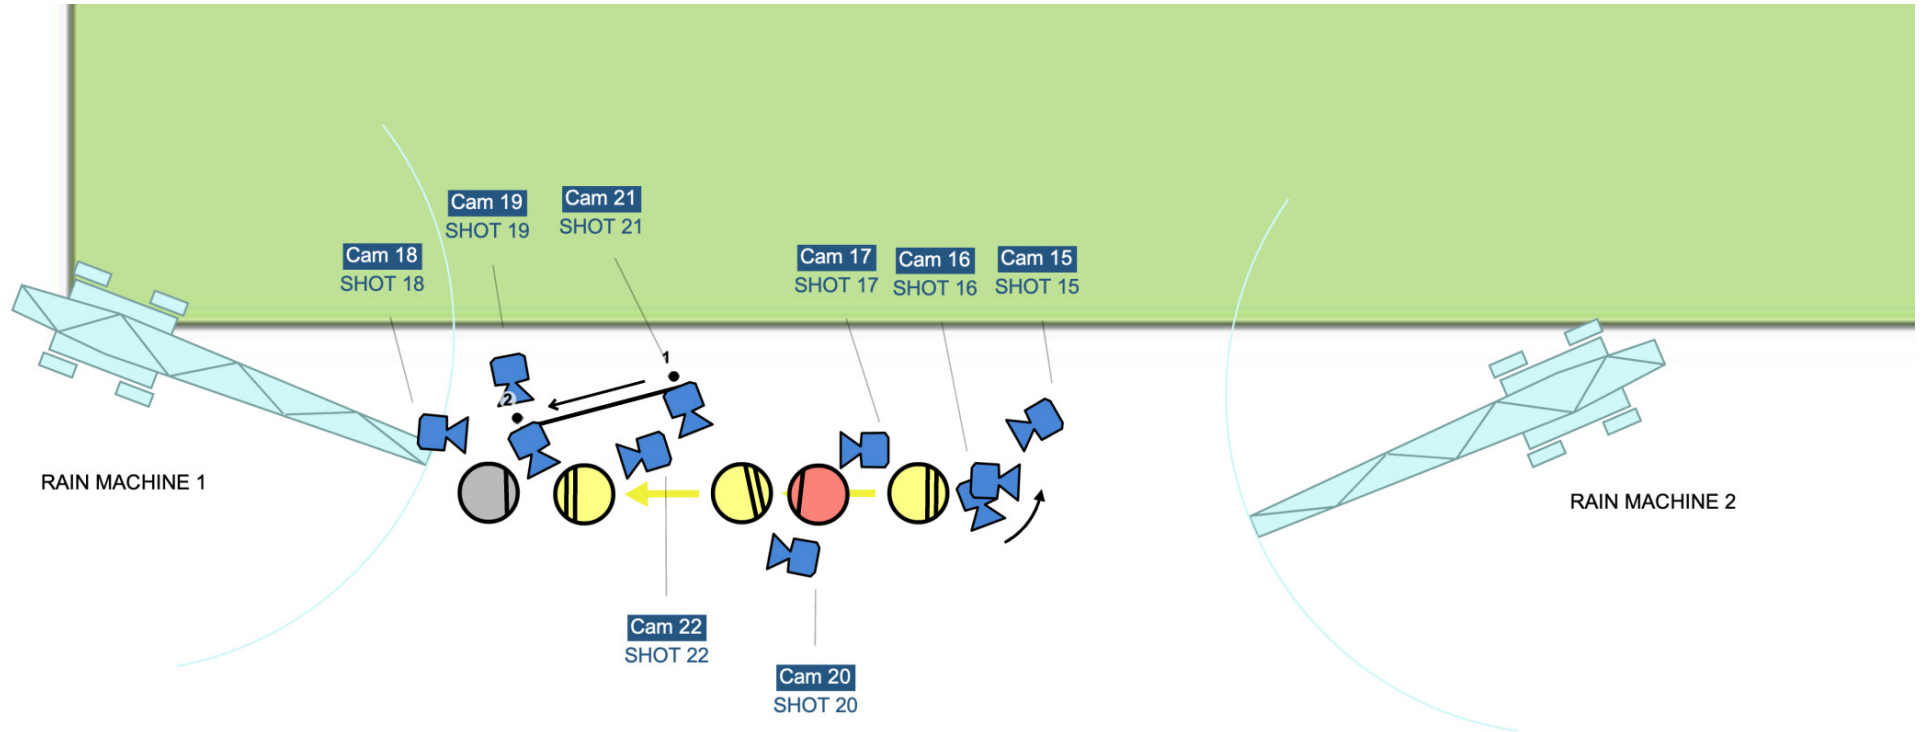 Cam 19
SHOT 19
Cam 21
SHOT 21
Cam 18
SHOT 18
Cam 17
SHOT 17
Cam 16
SHOT 16
Cam 15
SHOT 15
1
2
RAIN MACHINE 1
RAIN MACHINE 2
Cam 22
SHOT 22
Cam 20
SHOT 20